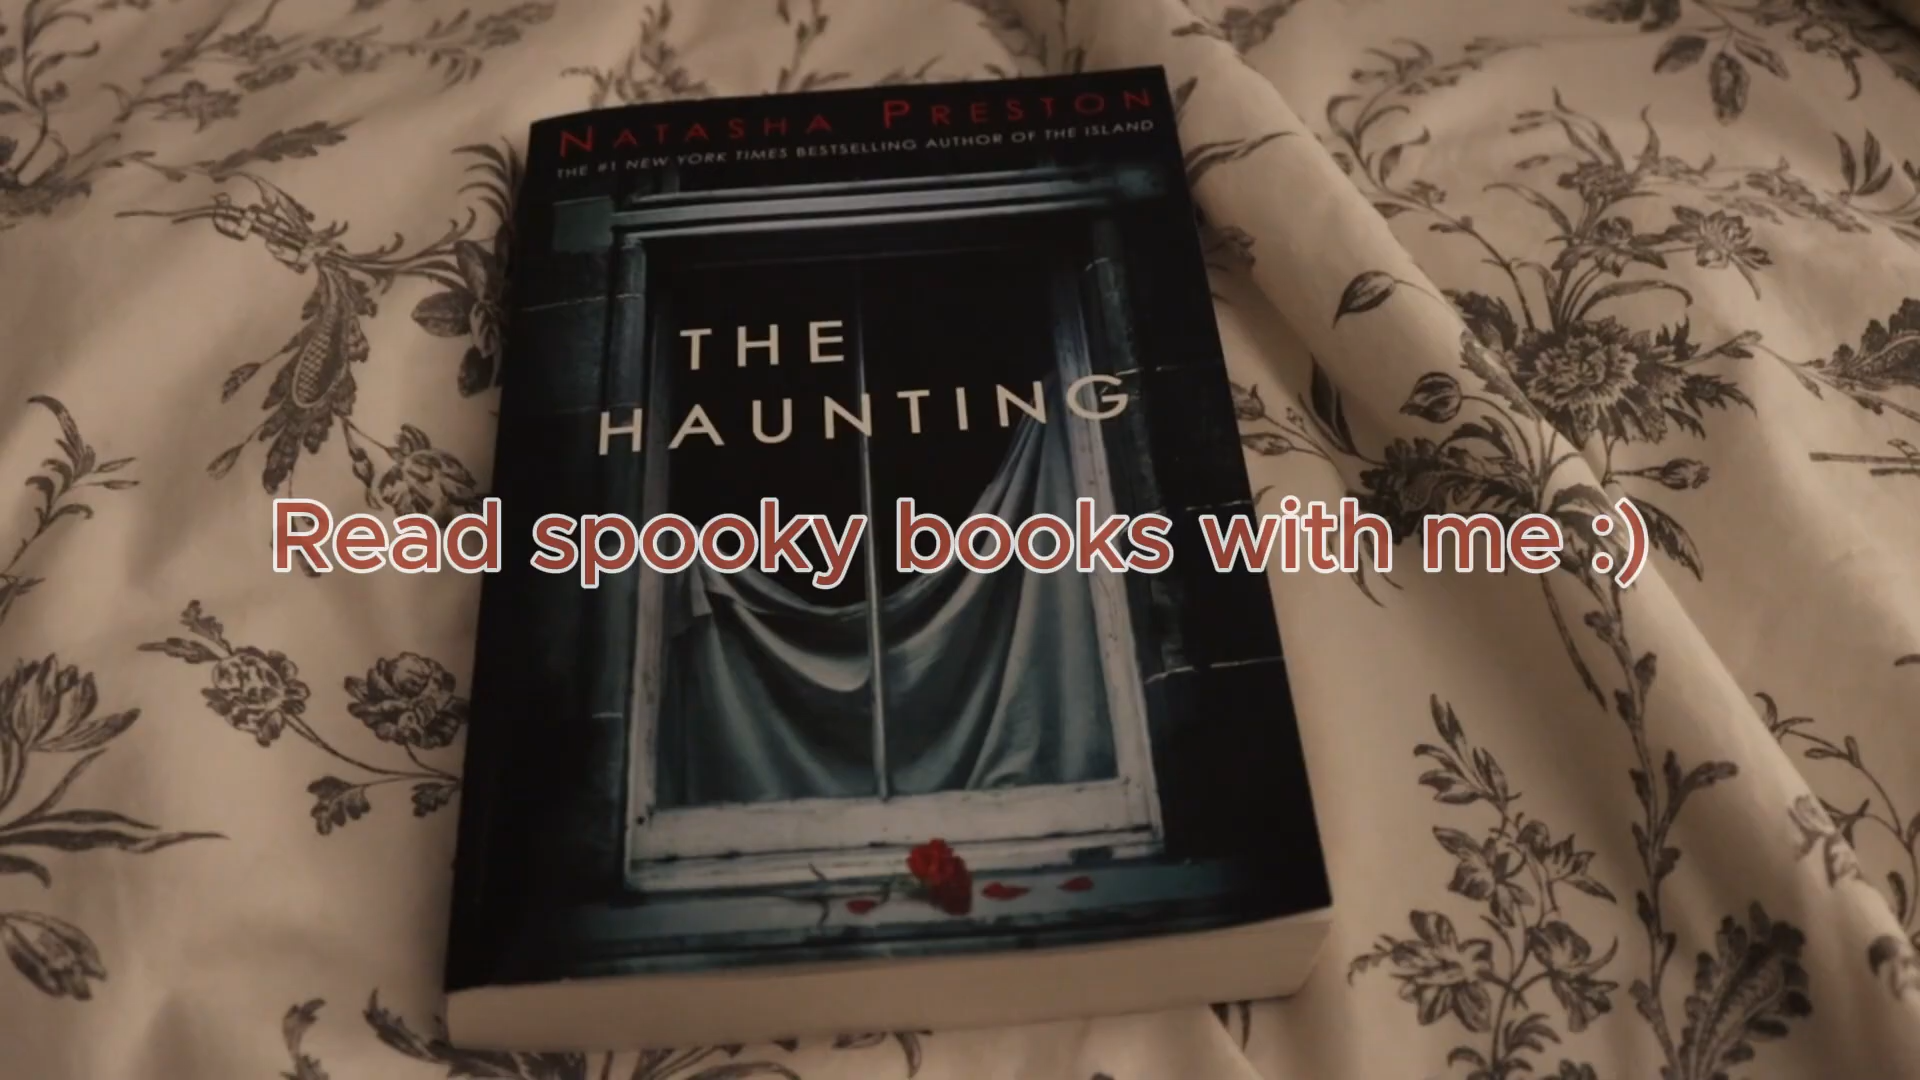 NATASHA PRESTON
THE #1 NEW YORK TIMES BESTSELLING AUTHOR OF THE ISLAND
THE
HAUNTING
Read spooky books with me :)